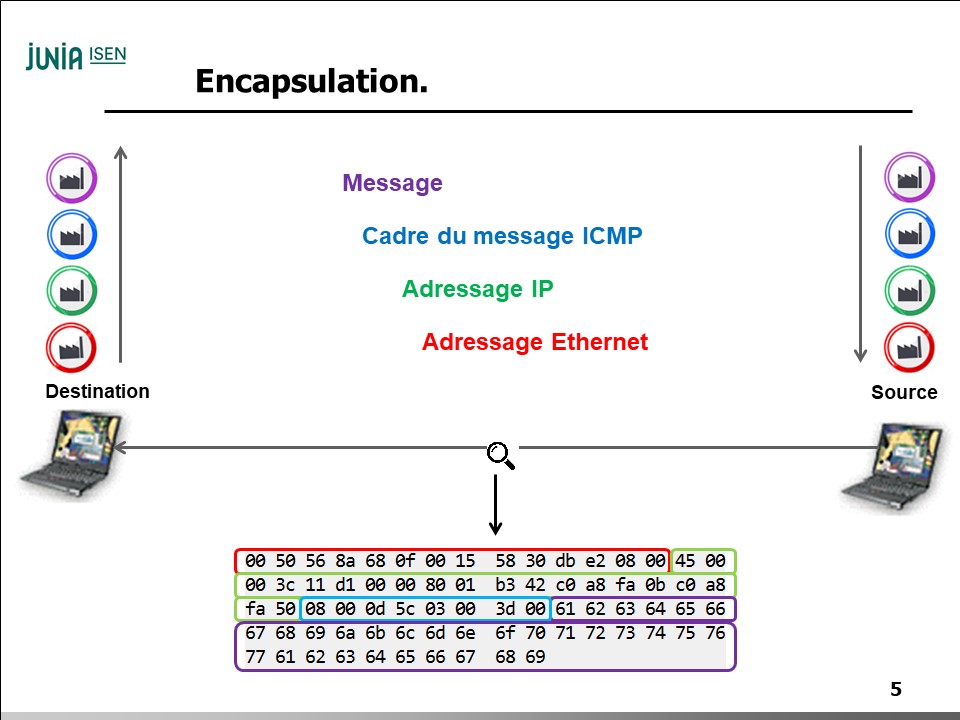 JUNIA ISEN
Encapsulation.
Message
Cadre du message ICMP
Adressage IP
Adressage Ethernet
Destination
Source
00 50 56 8a 68 0f 00 15 58 30 db e2 08 00 45 00
00 3c 11 d1 00 00 80 01 b3 42 c0 a8 fa 0b c0 a8
fa 50 08 00 0d 5c 03 00 3d 00 61 62 63 64 65 66
67 68 69 6a 6b 6c 6d 6e 6f 70 71 72 73 74 75 76
77 61 62 63 64 65 66 67 68 69
5